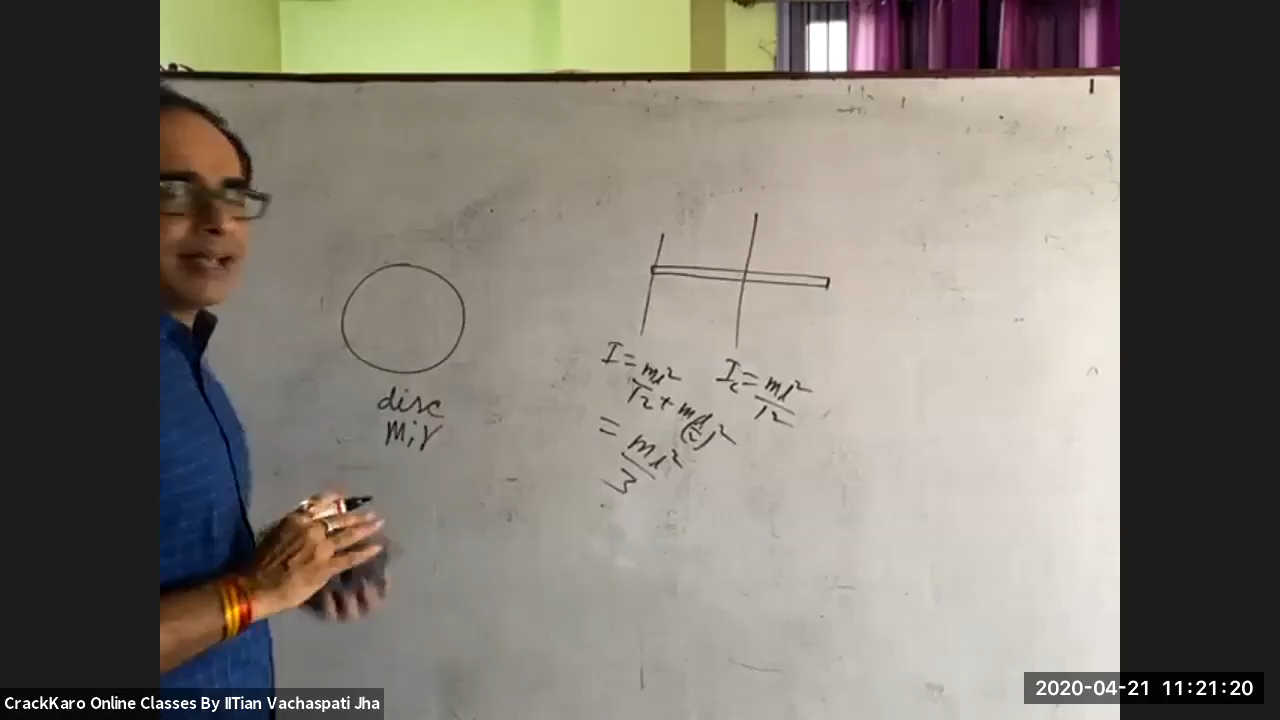 disc
m, r
I = ml²/12 + m(l/2)²
= ml²/3
I_c = ml²/12
CrackKaro Online Classes By IITian Vachaspati Jha
2020-04-21 11:21:20